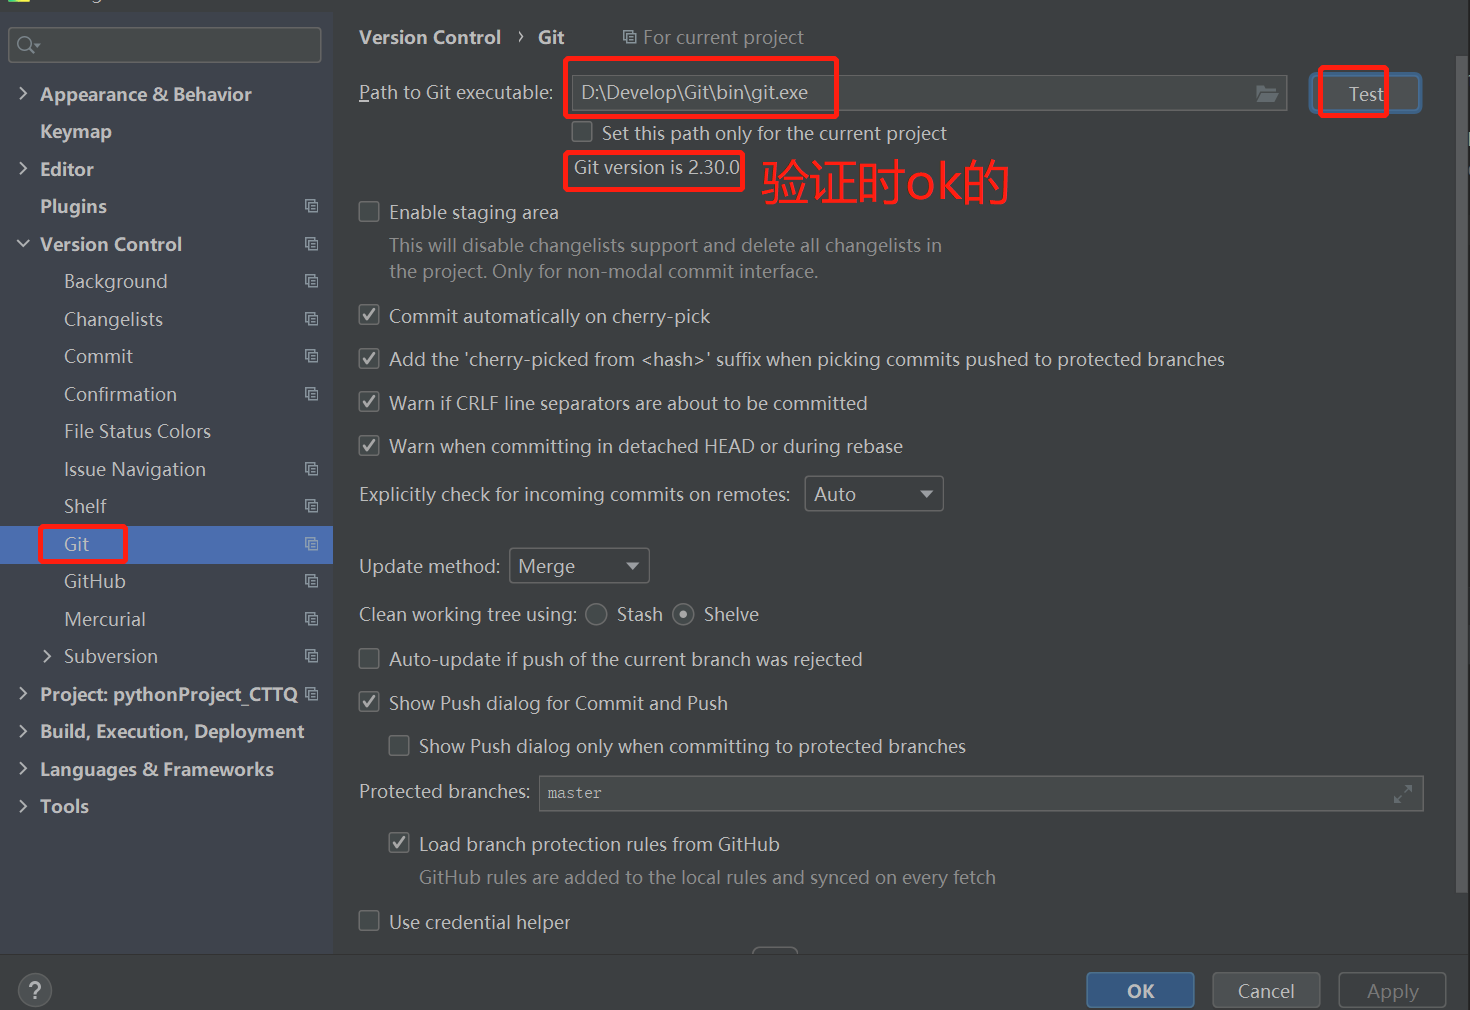 Version Control › Git For current project
Appearance & Behavior
Keymap
Editor
Plugins
Version Control
Background
Changelists
Commit
Confirmation
File Status Colors
Issue Navigation
Shelf
Git
GitHub
Mercurial
Subversion
Project: pythonProject_CTTQ
Build, Execution, Deployment
Languages & Frameworks
Tools
Path to Git executable: D:\Develop\Git\bin\git.exe Test
Set this path only for the current project
Git version is 2.30.0 验证时ok的
Enable staging area
This will disable changelists support and delete all changelists in
the project. Only for non-modal commit interface.
Commit automatically on cherry-pick
Add the 'cherry-picked from <hash>' suffix when picking commits pushed to protected branches
Warn if CRLF line separators are about to be committed
Warn when committing in detached HEAD or during rebase
Explicitly check for incoming commits on remotes: Auto
Update method: Merge
Clean working tree using: Stash Shelve
Auto-update if push of the current branch was rejected
Show Push dialog for Commit and Push
Show Push dialog only when committing to protected branches
Protected branches: master
Load branch protection rules from GitHub
GitHub rules are added to the local rules and synced on every fetch
Use credential helper
? OK Cancel Apply